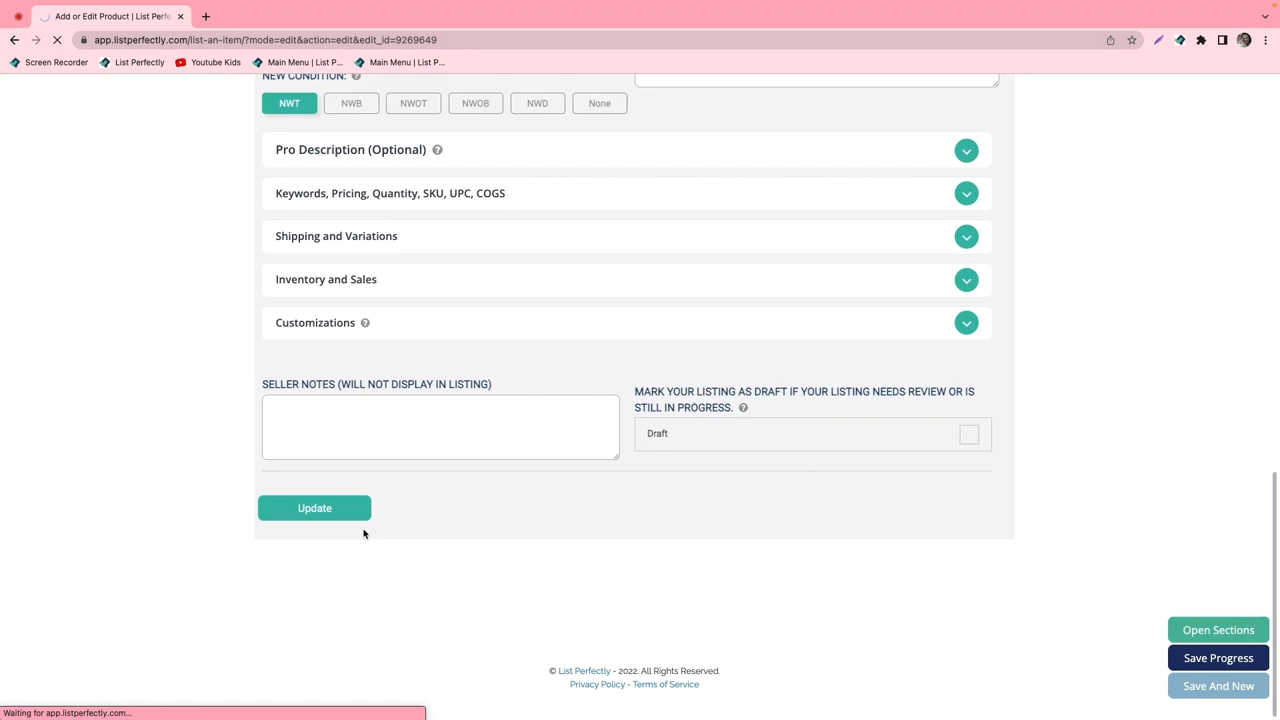 Add or Edit Product | List Perfe
app.listperfectly.com/list-an-item/?mode=edit&action=edit&edit_id=9269649
Screen Recorder
List Perfectly
Youtube Kids
Main Menu | List P...
Main Menu | List P...
NEW CONDITION:
NWT
NWB
NWOT
NWOB
NWD
None
Pro Description (Optional)
Keywords, Pricing, Quantity, SKU, UPC, COGS
Shipping and Variations
Inventory and Sales
Customizations
SELLER NOTES (WILL NOT DISPLAY IN LISTING)
MARK YOUR LISTING AS DRAFT IF YOUR LISTING NEEDS REVIEW OR IS
STILL IN PROGRESS.
Draft
Update
Open Sections
Save Progress
Save And New
© List Perfectly - 2022. All Rights Reserved.
Privacy Policy - Terms of Service
Waiting for app.listperfectly.com...